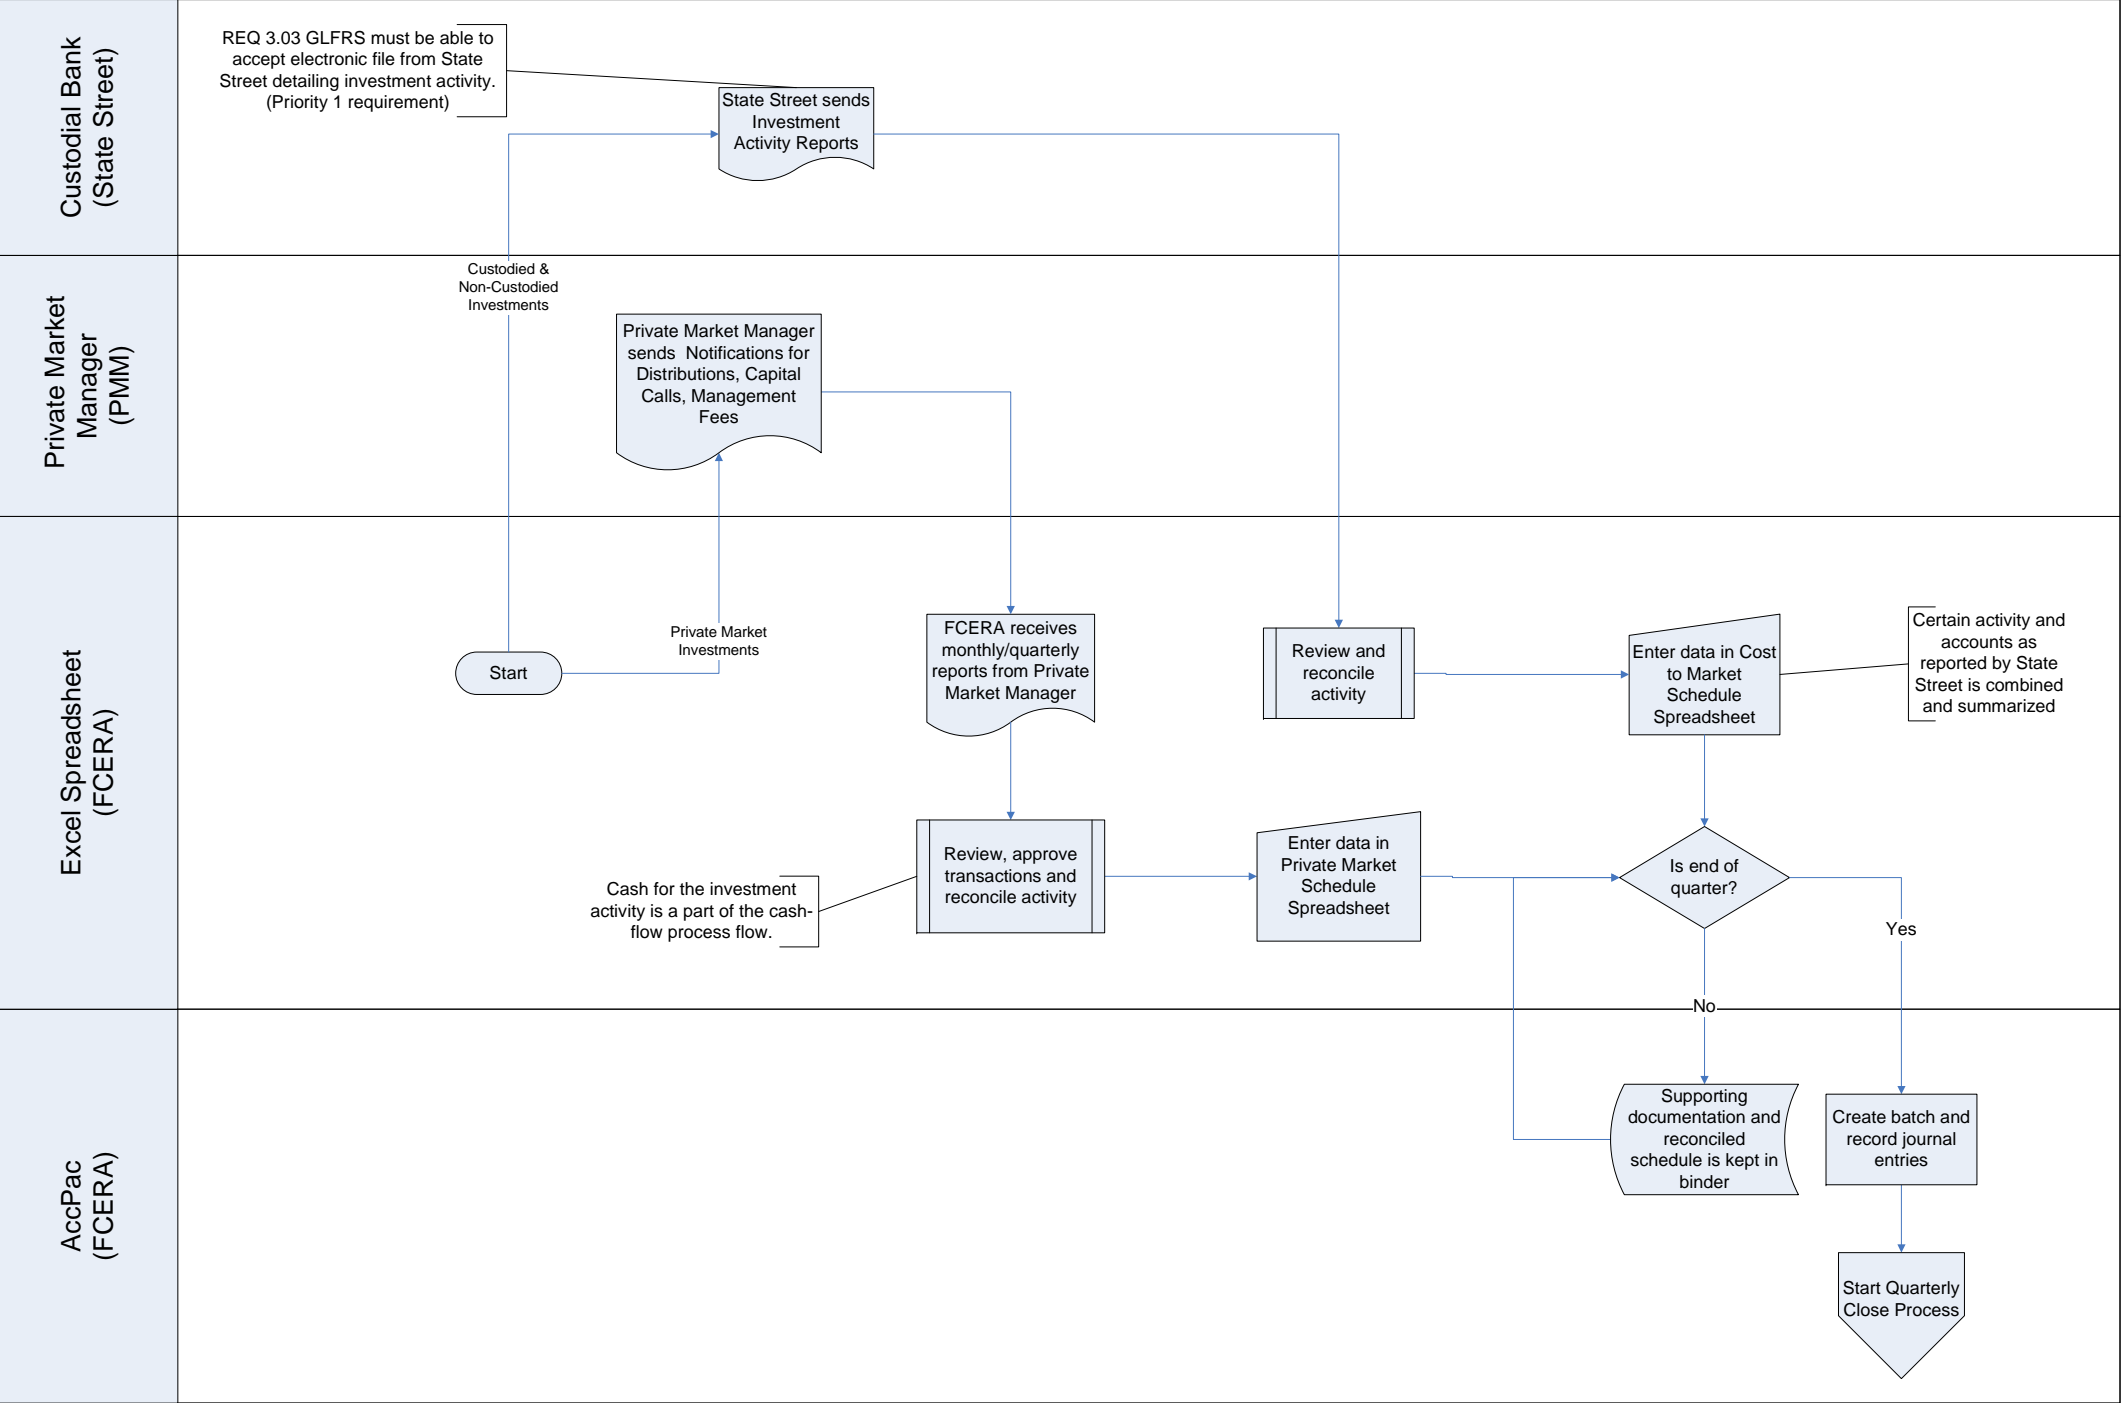 Custodial Bank
(State Street)
REQ 3.03 GLFRS must be able to
accept electronic file from State
Street detailing investment activity.
(Priority 1 requirement)
State Street sends
Investment
Activity Reports
Private Market
Manager
(PMM)
Custodied &
Non-Custodied
Investments
Private Market Manager
sends  Notifications for
Distributions, Capital
Calls, Management
Fees
Excel Spreadsheet
(FCERA)
Start
Private Market
Investments
FCERA receives
monthly/quarterly
reports from Private
Market Manager
Review and
reconcile
activity
Enter data in Cost
to Market
Schedule
Spreadsheet
Certain activity and
accounts as
reported by State
Street is combined
and summarized
Cash for the investment
activity is a part of the cash-
flow process flow.
Review, approve
transactions and
reconcile activity
Enter data in
Private Market
Schedule
Spreadsheet
Is end of
quarter?
Yes
No
AccPac
(FCERA)
Supporting
documentation and
reconciled
schedule is kept in
binder
Create batch and
record journal
entries
Start Quarterly
Close Process